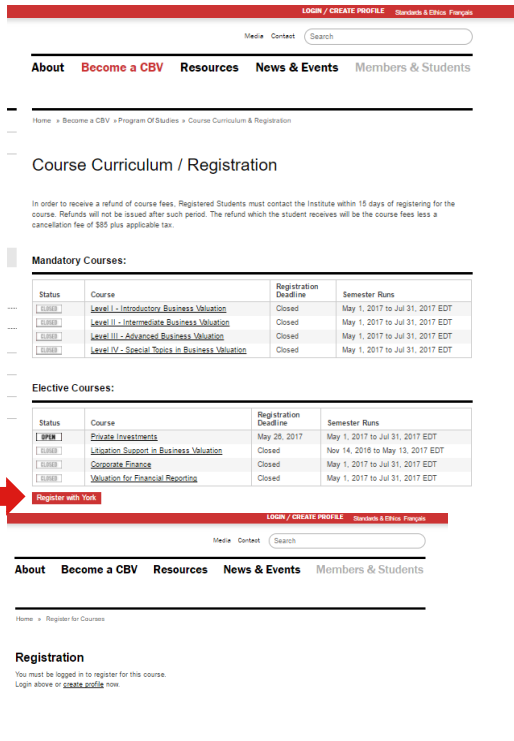 LOGIN / CREATE PROFILE Standards & Ethics Français
Media Contact Search
About Become a CBV Resources News & Events Members & Students
Home » Become a CBV » Program Of Studies » Course Curriculum & Registration
Course Curriculum / Registration
In order to receive a refund of course fees, Registered Students must contact the Institute within 15 days of registering for the
course. Refunds will not be issued after such period. The refund which the student receives will be the course fees less a
cancellation fee of $85 plus applicable tax.
Mandatory Courses:
Status Course Registration Deadline Semester Runs
CLOSED Level I - Introductory Business Valuation Closed May 1, 2017 to Jul 31, 2017 EDT
CLOSED Level II - Intermediate Business Valuation Closed May 1, 2017 to Jul 31, 2017 EDT
CLOSED Level III - Advanced Business Valuation Closed May 1, 2017 to Jul 31, 2017 EDT
CLOSED Level IV - Special Topics in Business Valuation Closed May 1, 2017 to Jul 31, 2017 EDT
Elective Courses:
Status Course Registration Deadline Semester Runs
OPEN Private Investments May 26, 2017 May 1, 2017 to Jul 31, 2017 EDT
CLOSED Litigation Support in Business Valuation Closed Nov 14, 2016 to May 13, 2017 EDT
CLOSED Corporate Finance Closed May 1, 2017 to Jul 31, 2017 EDT
CLOSED Valuation for Financial Reporting Closed May 1, 2017 to Jul 31, 2017 EDT
Register with York
LOGIN / CREATE PROFILE Standards & Ethics Français
Media Contact Search
About Become a CBV Resources News & Events Members & Students
Home » Register for Courses
Registration
You must be logged in to register for this course.
Login above or create profile now.